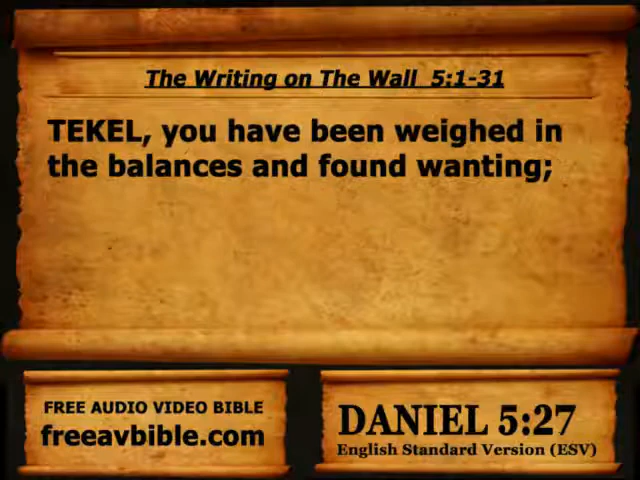 The Writing on The Wall  5:1-31
TEKEL, you have been weighed in
the balances and found wanting;
FREE AUDIO VIDEO BIBLE
freeavbible.com
DANIEL 5:27
English Standard Version (ESV)